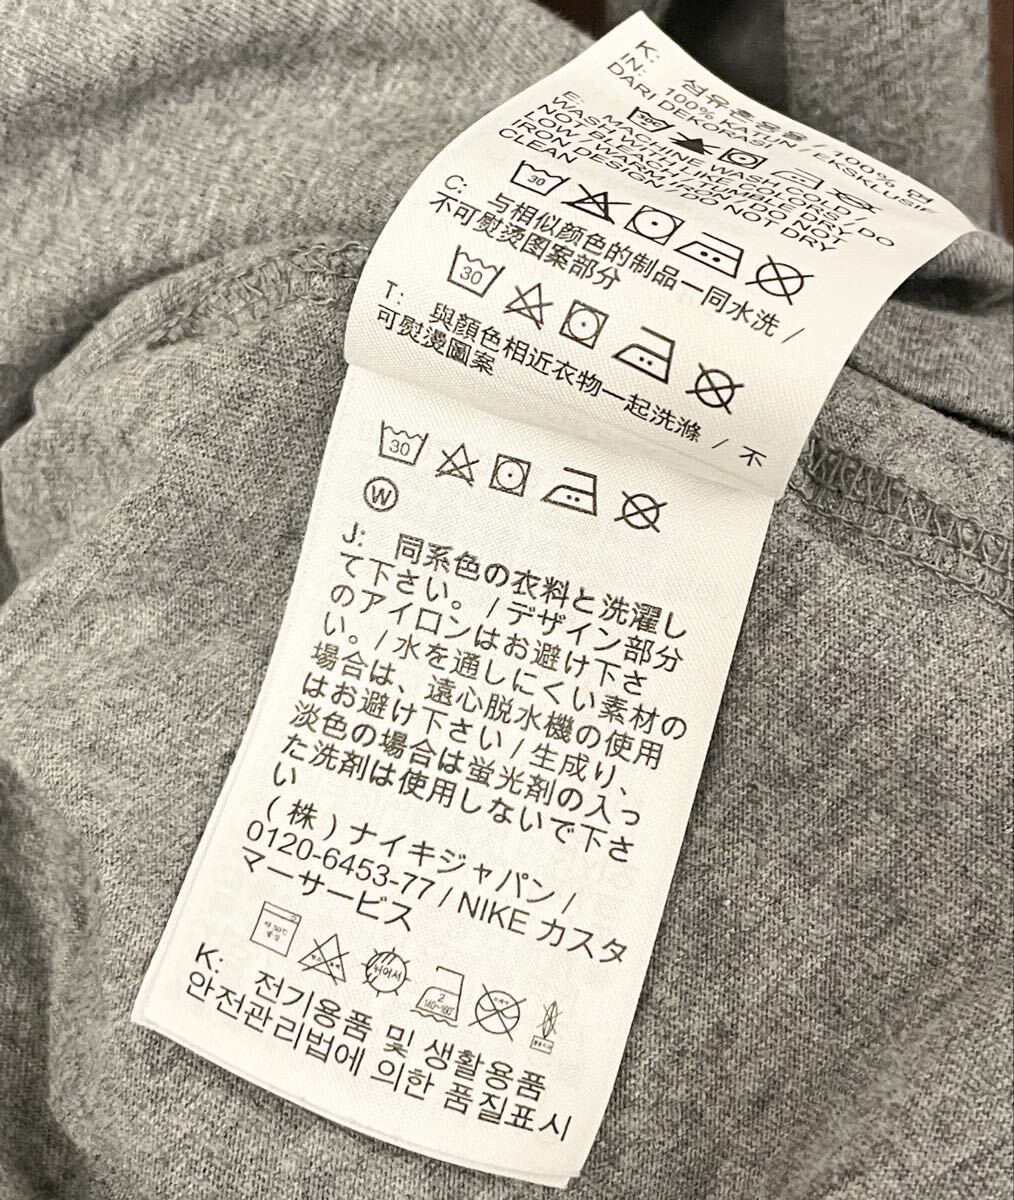 K: 섬유혼용율 / 100% 면
IN: 100% KATUN / EKSKLUSIF
DARI DEKORASI
E: MACHINE WASH COLD /
WASH WITH LIKE COLORS /
NOT BLEACH / TUMBLE DRY
LOW / WARM IRON / DO NOT
CLEAN DESIGN / DO NOT DRY
30
C: 与相似颜色的制品一同水洗 /
不可熨烫图案部分
30
T: 與顏色相近衣物一起洗滌 / 不
可熨燙圖案
30
W
J: 同系色の衣料と洗濯し
て下さい。/ デザイン部分
のアイロンはお避け下さ
い。/ 水を通しにくい素材の
場合は、遠心脱水機の使用
はお避け下さい / 生成り、
淡色の場合は蛍光剤の入っ
た洗剤は使用しないで下さ
い
(株) ナイキジャパン /
0120-6453-77 / NIKE カスタ
マーサービス
K: 전기용품 및 생활용품
안전관리법에 의한 품질표시